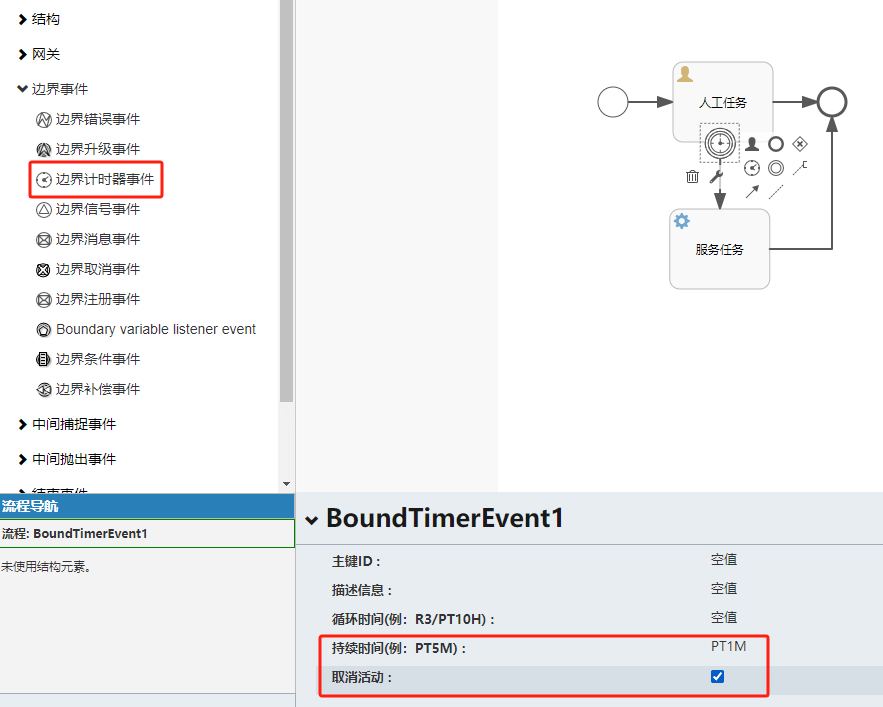 结构
网关
边界事件
边界错误事件
边界升级事件
边界计时器事件
边界信号事件
边界消息事件
边界取消事件
边界注册事件
Boundary variable listener event
边界条件事件
边界补偿事件
中间捕捉事件
中间抛出事件
结束事件
人工任务
服务任务
流程导航
流程: BoundTimerEvent1
未使用结构元素。
BoundTimerEvent1
主键ID : 空值
描述信息 : 空值
循环时间(例: R3/PT10H) : 空值
持续时间(例: PT5M) : PT1M
取消活动 :